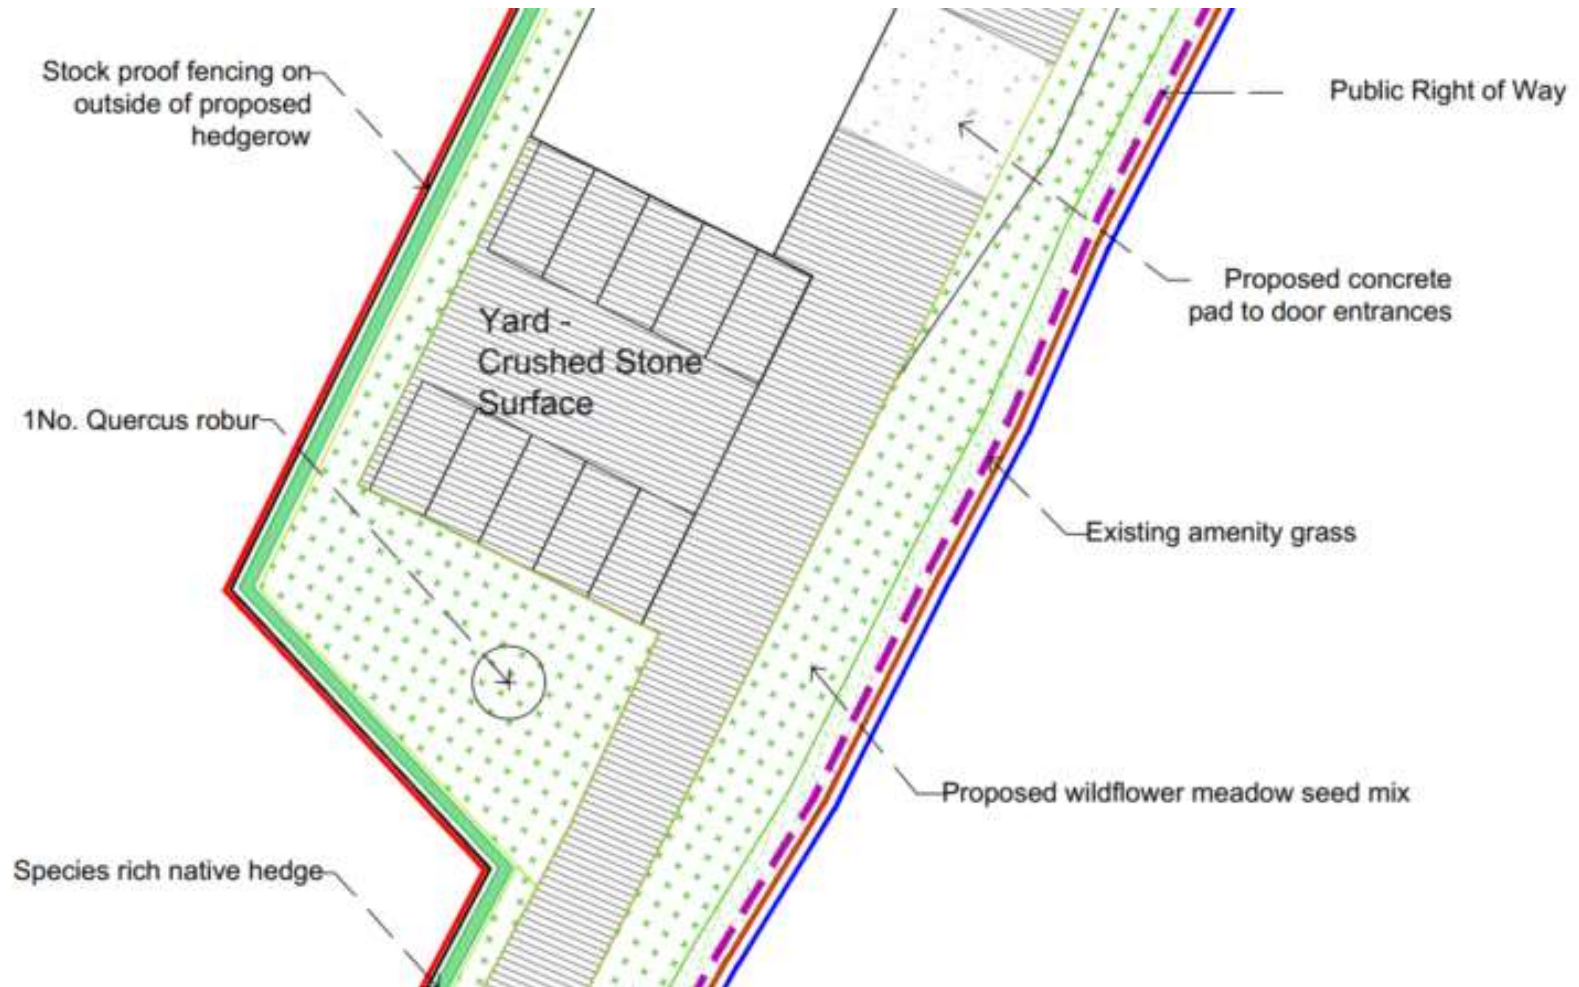 Stock proof fencing on
outside of proposed
hedgerow
Public Right of Way
Proposed concrete
pad to door entrances
Yard -
Crushed Stone
Surface
1No. Quercus robur
Existing amenity grass
Proposed wildflower meadow seed mix
Species rich native hedge